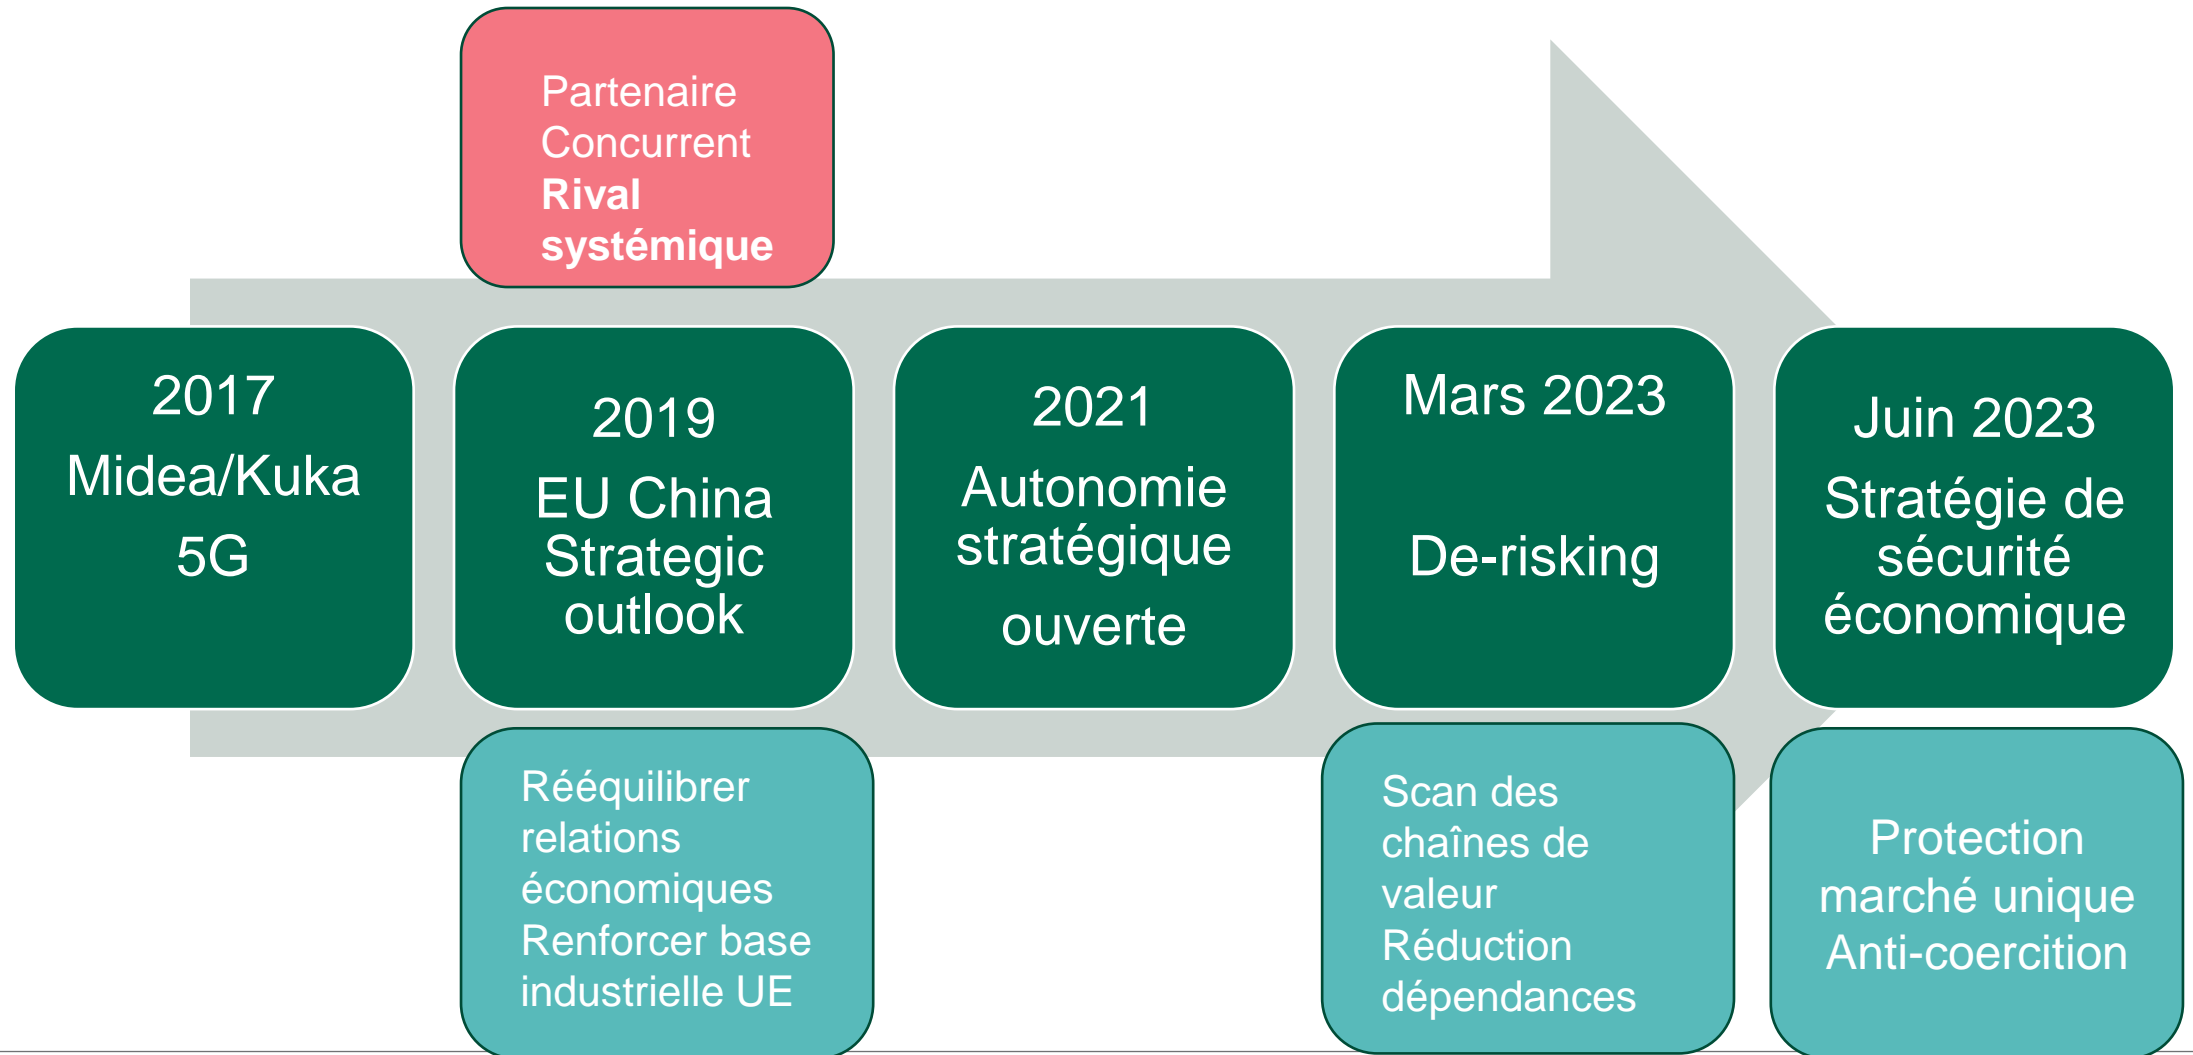 Partenaire
Concurrent
Rival
systémique
2017
Midea/Kuka
5G
2019
EU China
Strategic
outlook
2021
Autonomie
stratégique
ouverte
Mars 2023
De-risking
Juin 2023
Stratégie de
sécurité
économique
Rééquilibrer
relations
économiques
Renforcer base
industrielle UE
Scan des
chaînes de
valeur
Réduction
dépendances
Protection
marché unique
Anti-coercition